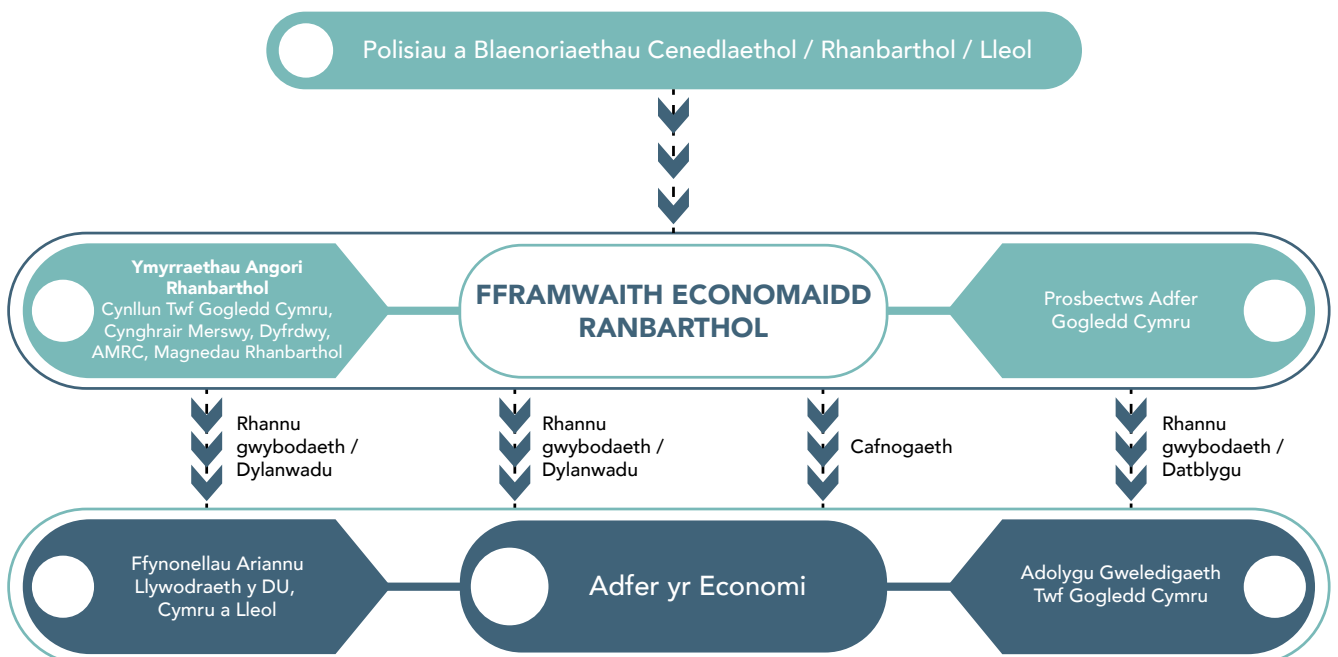 Polisiau a Blaenoriaethau Cenedlaethol / Rhanbarthol / Lleol
Ymyrraethau Angori
Rhanbarthol
Cynllun Twf Gogledd Cymru,
Cynghrair Merswy, Dyfrdwy,
AMRC, Magnedau Rhanbarthol
FFRAMWAITH ECONOMAIDD
RANBARTHOL
Prosbectws Adfer
Gogledd Cymru
Rhannu
gwybodaeth /
Dylanwadu
Rhannu
gwybodaeth /
Dylanwadu
Cafnogaeth
Rhannu
gwybodaeth /
Datblygu
Ffynonellau Ariannu
Llywodraeth y DU,
Cymru a Lleol
Adfer yr Economi
Adolygu Gweledigaeth
Twf Gogledd Cymru